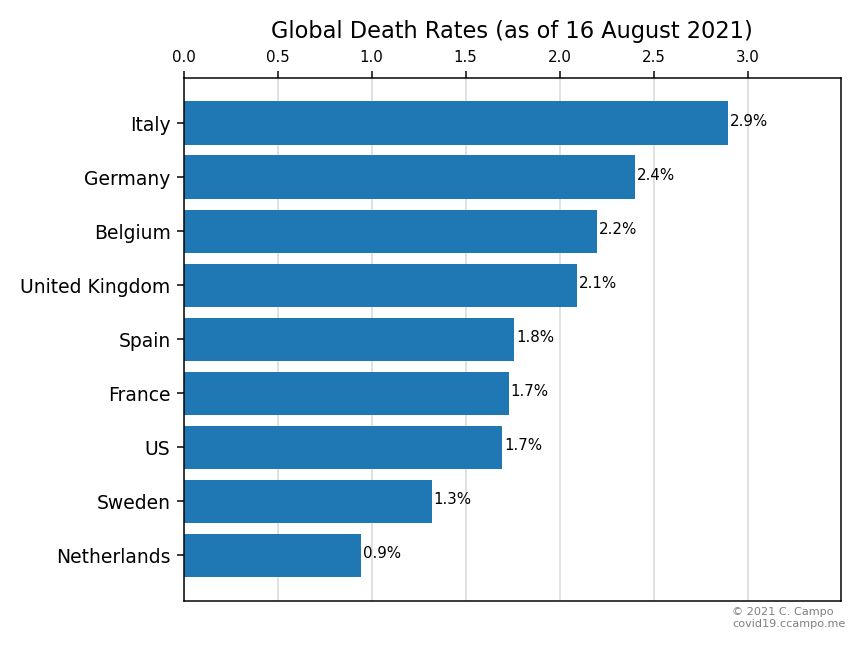 Global Death Rates (as of 16 August 2021)
0.0 0.5 1.0 1.5 2.0 2.5 3.0
Italy 2.9%
Germany 2.4%
Belgium 2.2%
United Kingdom 2.1%
Spain 1.8%
France 1.7%
US 1.7%
Sweden 1.3%
Netherlands 0.9%
© 2021 C. Campo
covid19.ccampo.me